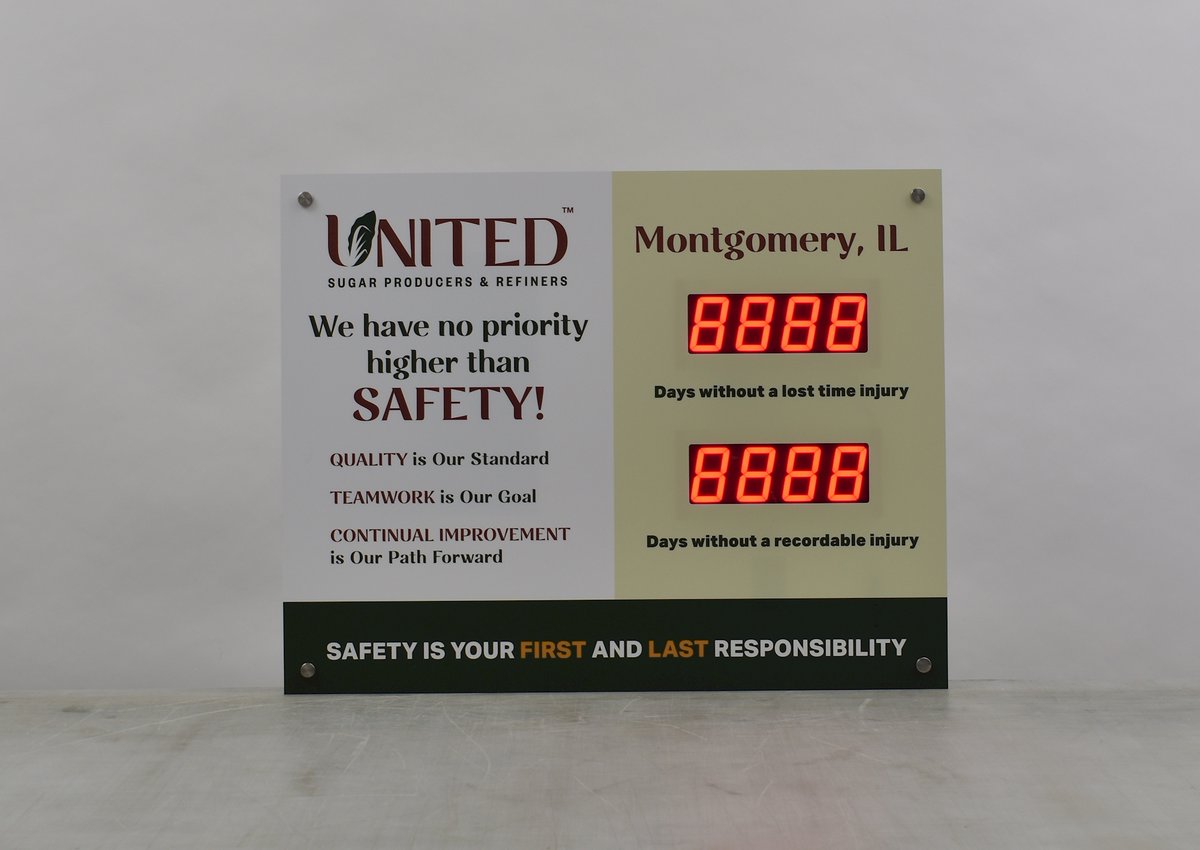 UNITED™
SUGAR PRODUCERS & REFINERS
We have no priority
higher than
SAFETY!
QUALITY is Our Standard
TEAMWORK is Our Goal
CONTINUAL IMPROVEMENT
is Our Path Forward
Montgomery, IL
8888
Days without a lost time injury
8888
Days without a recordable injury
SAFETY IS YOUR FIRST AND LAST RESPONSIBILITY